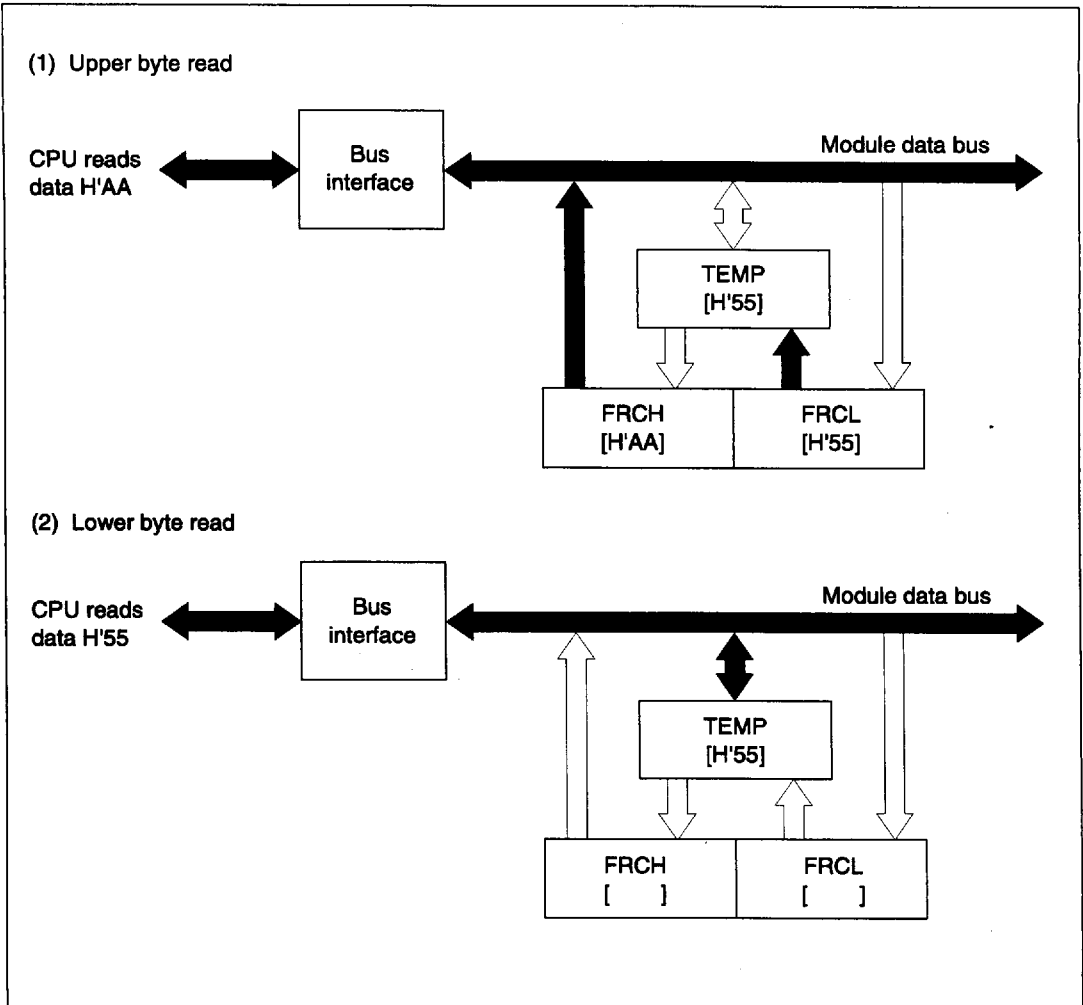 (1) Upper byte read
CPU reads
data H'AA
Bus
interface
Module data bus
TEMP
[H'55]
FRCH
[H'AA]
FRCL
[H'55]
(2) Lower byte read
CPU reads
data H'55
Bus
interface
Module data bus
TEMP
[H'55]
FRCH
[ ]
FRCL
[ ]